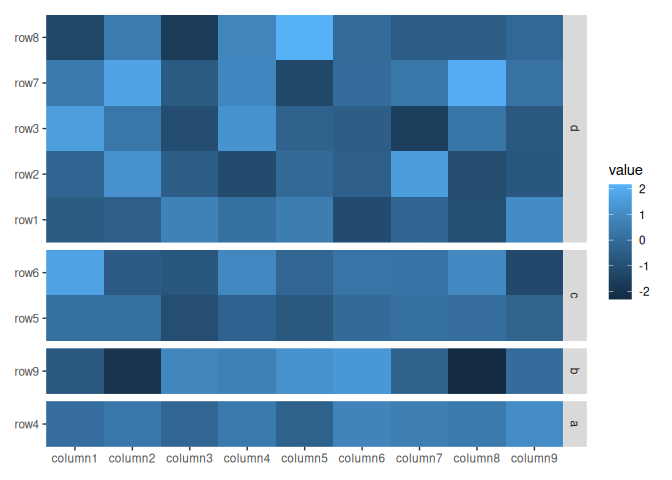 row8
row7
row3
row2
row1
d
row6
row5
c
row9
b
row4
a
column1 column2 column3 column4 column5 column6 column7 column8 column9
value
2
1
0
-1
-2